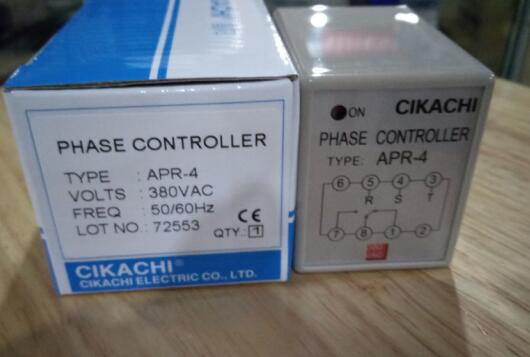 PHASE CONTROLLER
TYPE : APR-4
VOLTS : 380VAC
FREQ : 50/60Hz
LOT NO. : 72553
CE
QTY.: 1
CIKACHI®
CIKACHI ELECTRIC CO., LTD.
ON CIKACHI
PHASE CONTROLLER
TYPE: APR-4
6 5 4 3
R S T
7 8 1 2